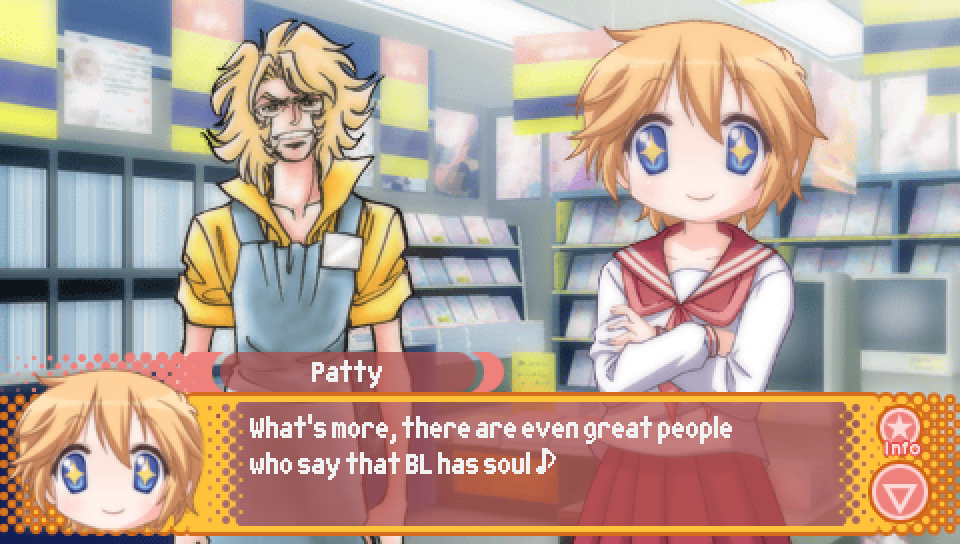 Patty
What's more, there are even great people
who say that BL has soul♪
Info